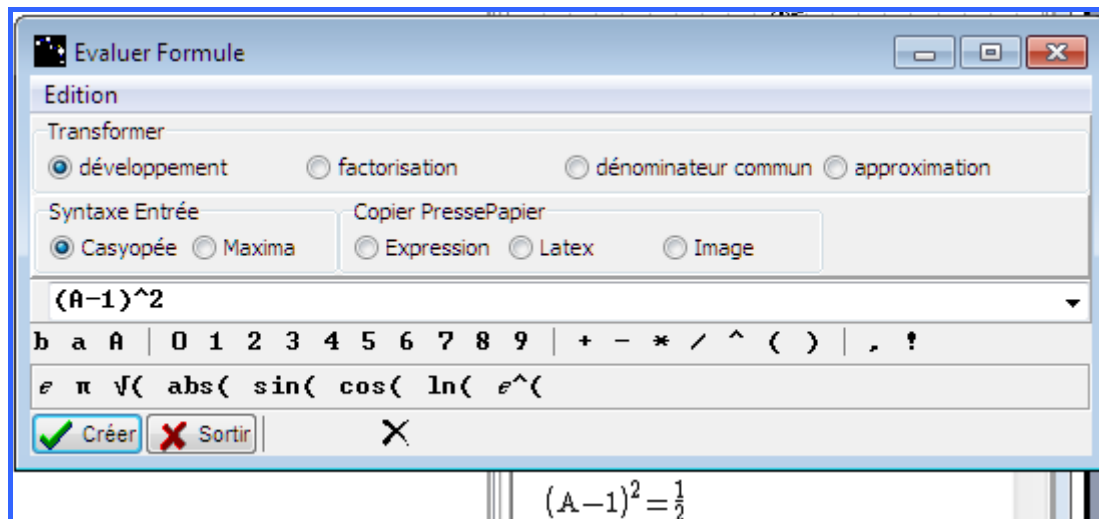 Evaluer Formule
Edition
Transformer
développement factorisation dénominateur commun approximation
Syntaxe Entrée Copier PressePapier
Casyopée Maxima Expression Latex Image
(A-1)^2
b a A | 0 1 2 3 4 5 6 7 8 9 | + - * / ^ ( ) | , !
e π √( abs( sin( cos( ln( e^(
Créer Sortir
(A-1)²=1/2